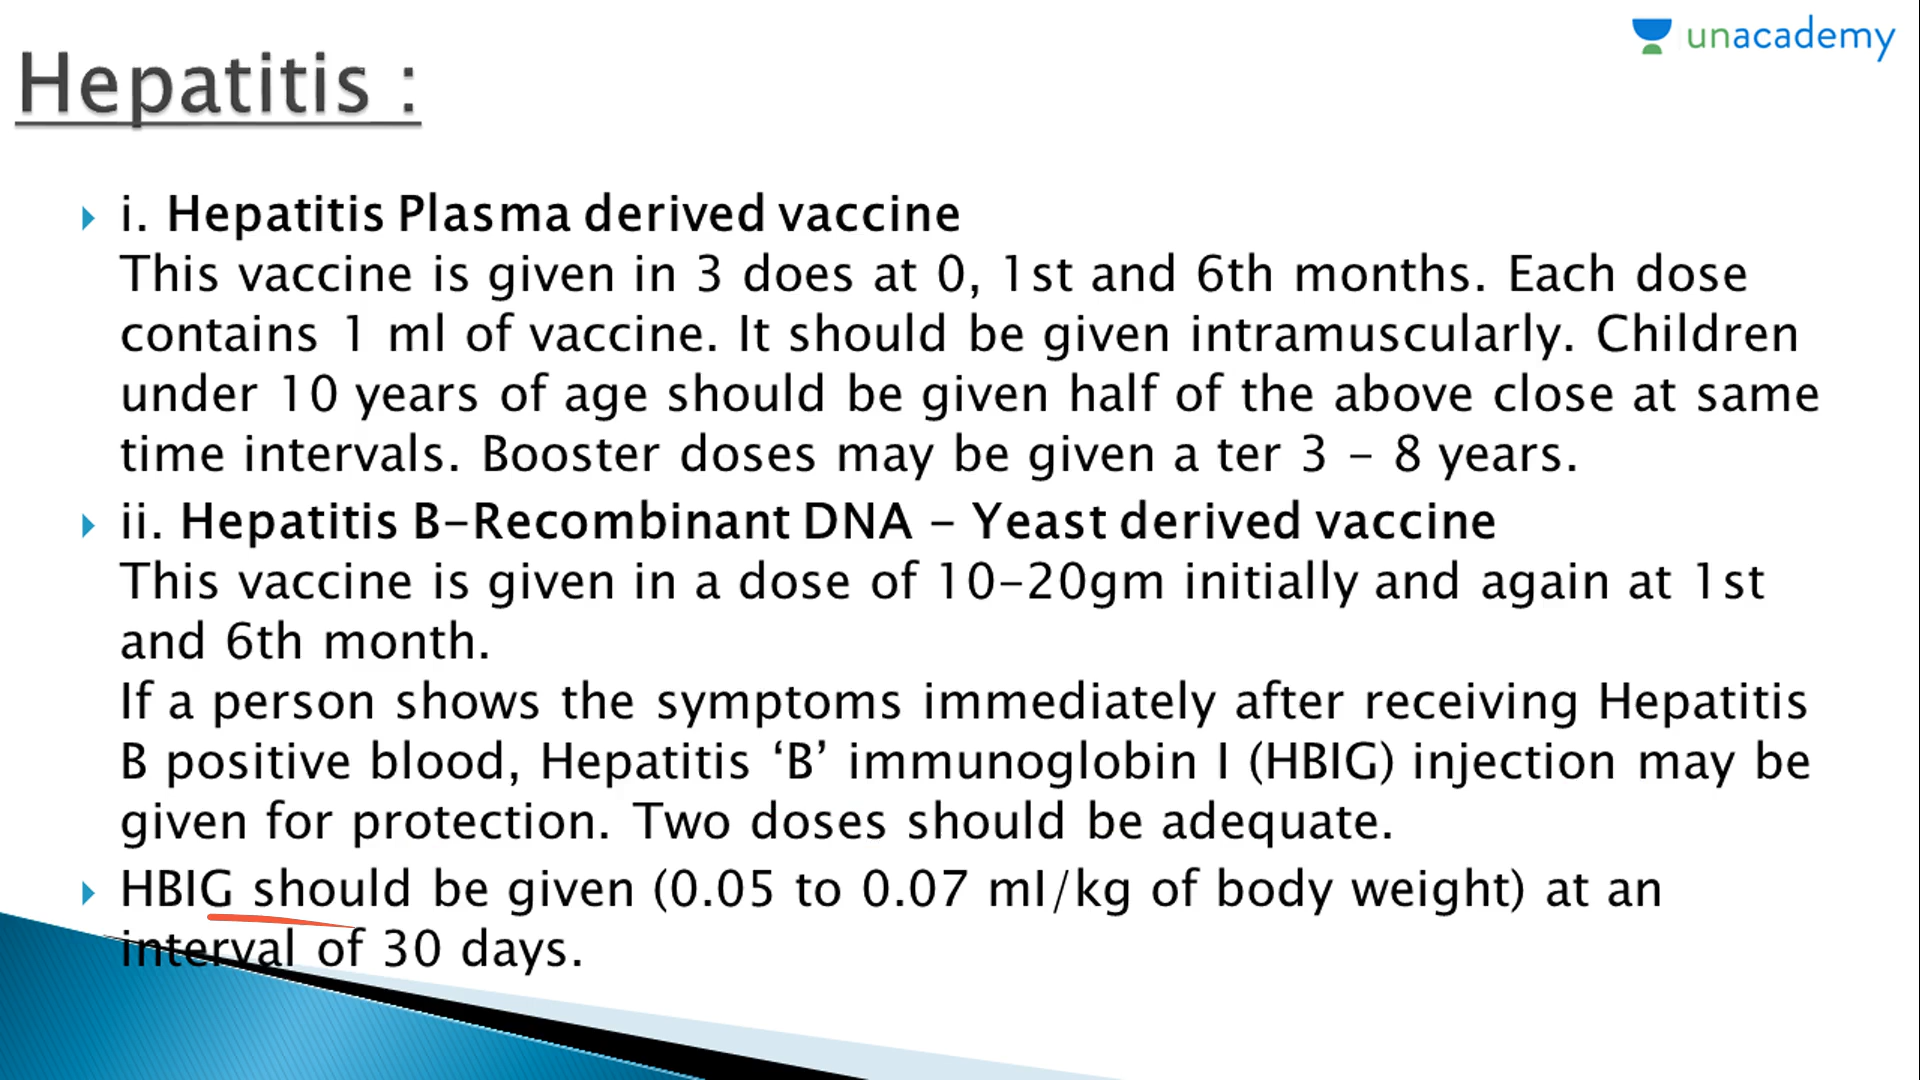 unacademy
Hepatitis :
i. Hepatitis Plasma derived vaccine
This vaccine is given in 3 does at 0, 1st and 6th months. Each dose
contains 1 ml of vaccine. It should be given intramuscularly. Children
under 10 years of age should be given half of the above close at same
time intervals. Booster doses may be given a ter 3 - 8 years.
ii. Hepatitis B-Recombinant DNA - Yeast derived vaccine
This vaccine is given in a dose of 10-20gm initially and again at 1st
and 6th month.
If a person shows the symptoms immediately after receiving Hepatitis
B positive blood, Hepatitis ‘B’ immunoglobin I (HBIG) injection may be
given for protection. Two doses should be adequate.
HBIG should be given (0.05 to 0.07 mI/kg of body weight) at an
interval of 30 days.